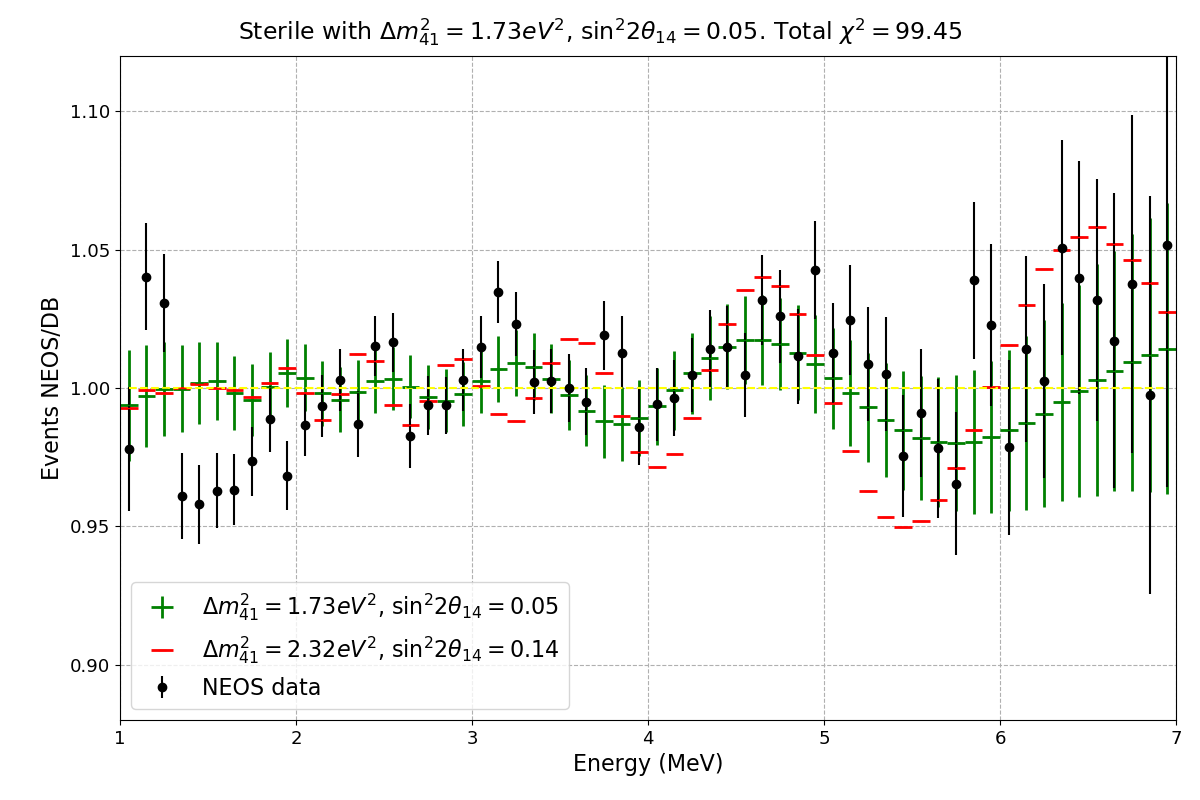 Sterile with Δm²₄₁ = 1.73eV², sin²2θ₁₄ = 0.05. Total χ² = 99.45
1.10
1.05
1.00
0.95
0.90
Events NEOS/DB
Δm²₄₁ = 1.73eV², sin²2θ₁₄ = 0.05
Δm²₄₁ = 2.32eV², sin²2θ₁₄ = 0.14
NEOS data
1 2 3 4 5 6 7
Energy (MeV)